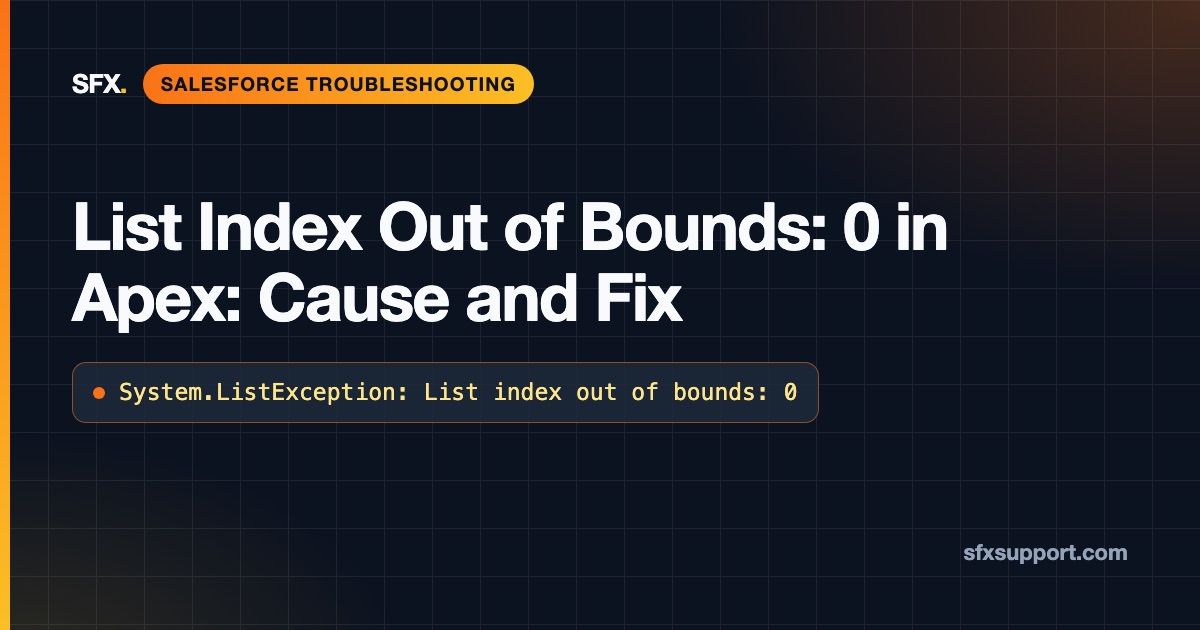 SFX.
SALESFORCE TROUBLESHOOTING
List Index Out of Bounds: 0 in
Apex: Cause and Fix
System.ListException: List index out of bounds: 0
sfxsupport.com